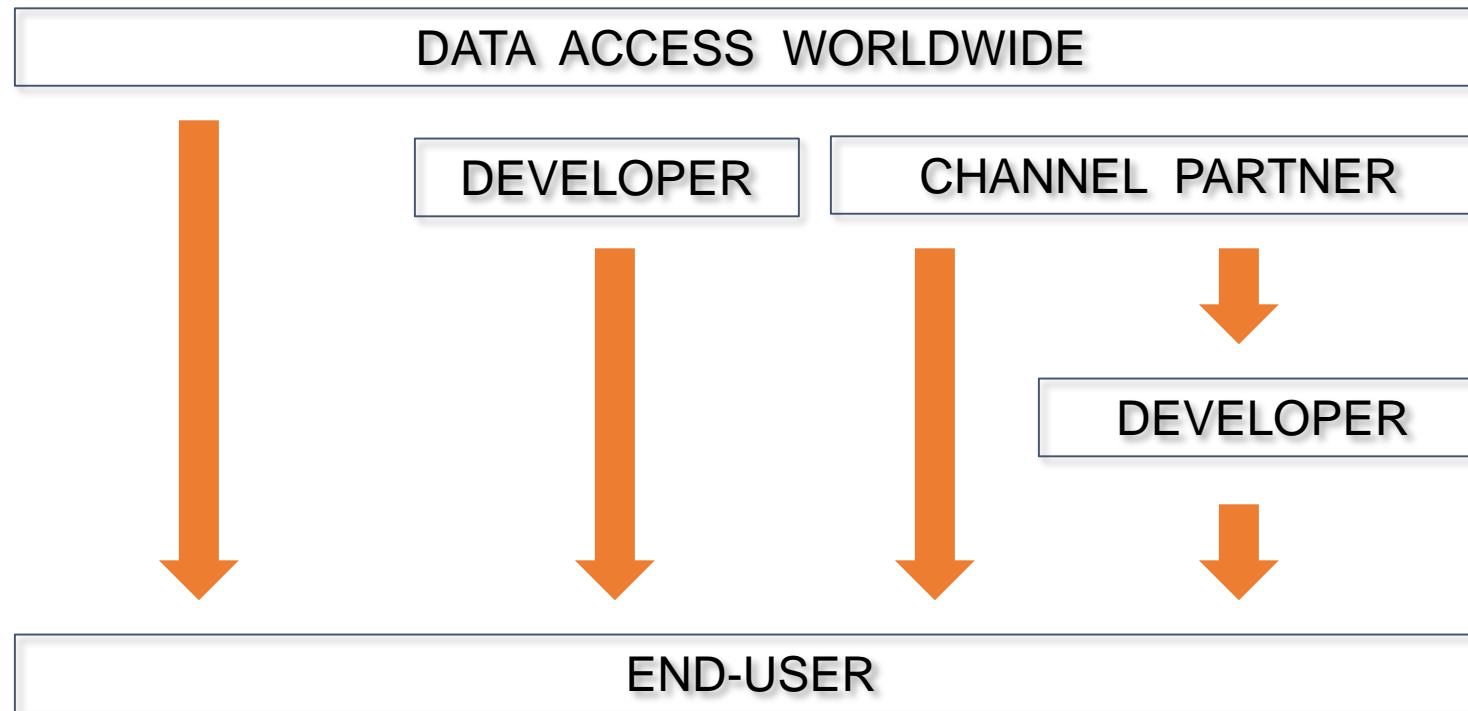 DATA ACCESS WORLDWIDE
DEVELOPER
CHANNEL PARTNER
DEVELOPER
END-USER